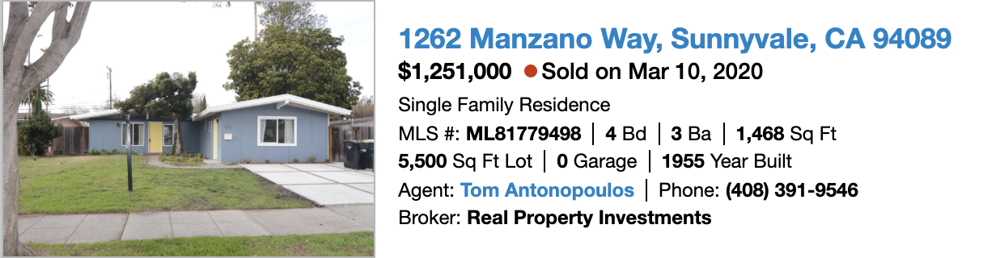 1262 Manzano Way, Sunnyvale, CA 94089
$1,251,000 ● Sold on Mar 10, 2020
Single Family Residence
MLS #: ML81779498 | 4 Bd | 3 Ba | 1,468 Sq Ft
5,500 Sq Ft Lot | 0 Garage | 1955 Year Built
Agent: Tom Antonopoulos | Phone: (408) 391-9546
Broker: Real Property Investments